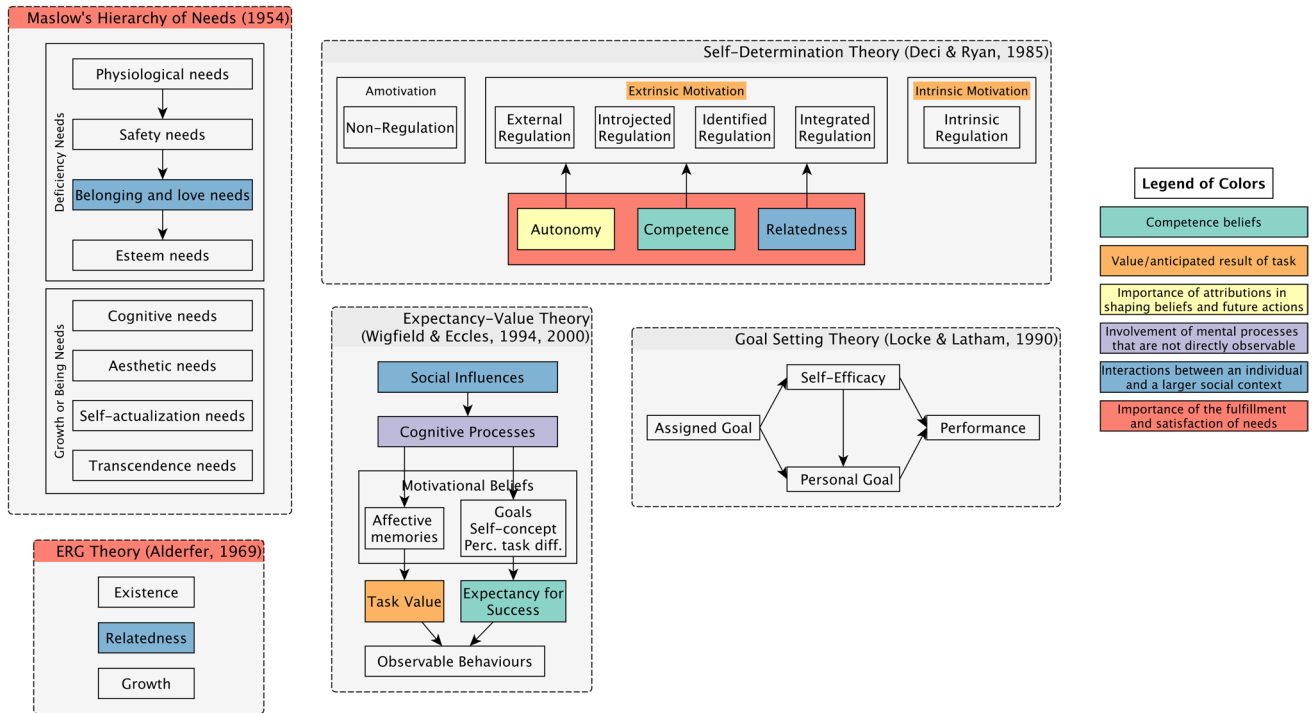 Maslow's Hierarchy of Needs (1954)
Deficiency Needs
Physiological needs
Safety needs
Belonging and love needs
Esteem needs
Growth or Being Needs
Cognitive needs
Aesthetic needs
Self-actualization needs
Transcendence needs
ERG Theory (Alderfer, 1969)
Existence
Relatedness
Growth
Self-Determination Theory (Deci & Ryan, 1985)
Amotivation
Non-Regulation
Extrinsic Motivation
External
Regulation
Introjected
Regulation
Identified
Regulation
Integrated
Regulation
Intrinsic Motivation
Intrinsic
Regulation
Autonomy
Competence
Relatedness
Expectancy-Value Theory
(Wigfield & Eccles, 1994, 2000)
Social Influences
Cognitive Processes
Motivational Beliefs
Affective
memories
Goals
Self-concept
Perc. task diff.
Task Value
Expectancy for
Success
Observable Behaviours
Goal Setting Theory (Locke & Latham, 1990)
Self-Efficacy
Assigned Goal
Performance
Personal Goal
Legend of Colors
Competence beliefs
Value/anticipated result of task
Importance of attributions in
shaping beliefs and future actions
Involvement of mental processes
that are not directly observable
Interactions between an individual
and a larger social context
Importance of the fulfillment
and satisfaction of needs